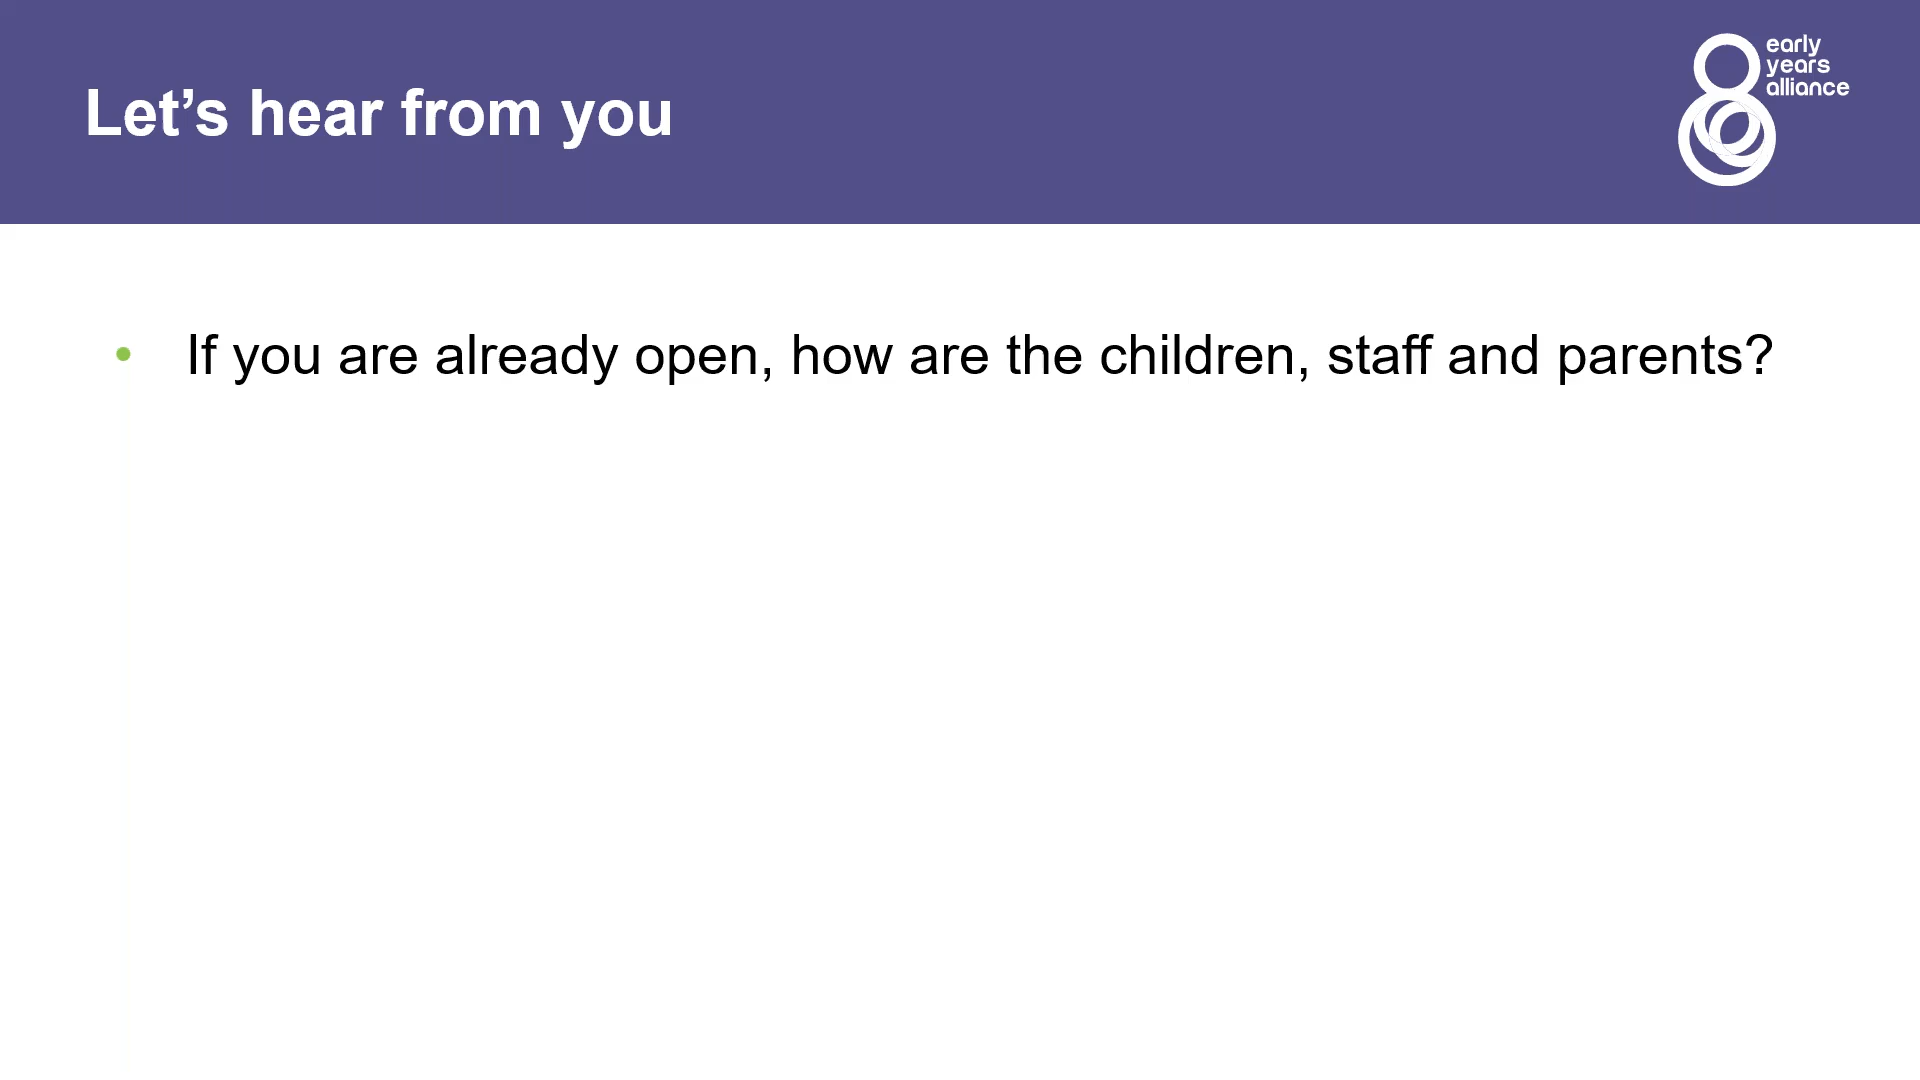 Let’s hear from you
early
years
alliance
• If you are already open, how are the children, staff and parents?